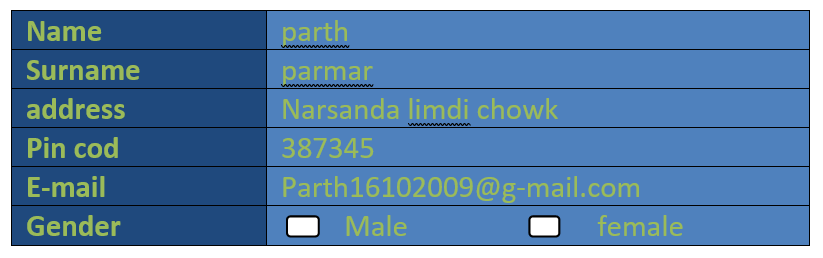 Name parth
Surname parmar
address Narsanda limdi chowk
Pin cod 387345
E-mail Parth16102009@g-mail.com
Gender Male female